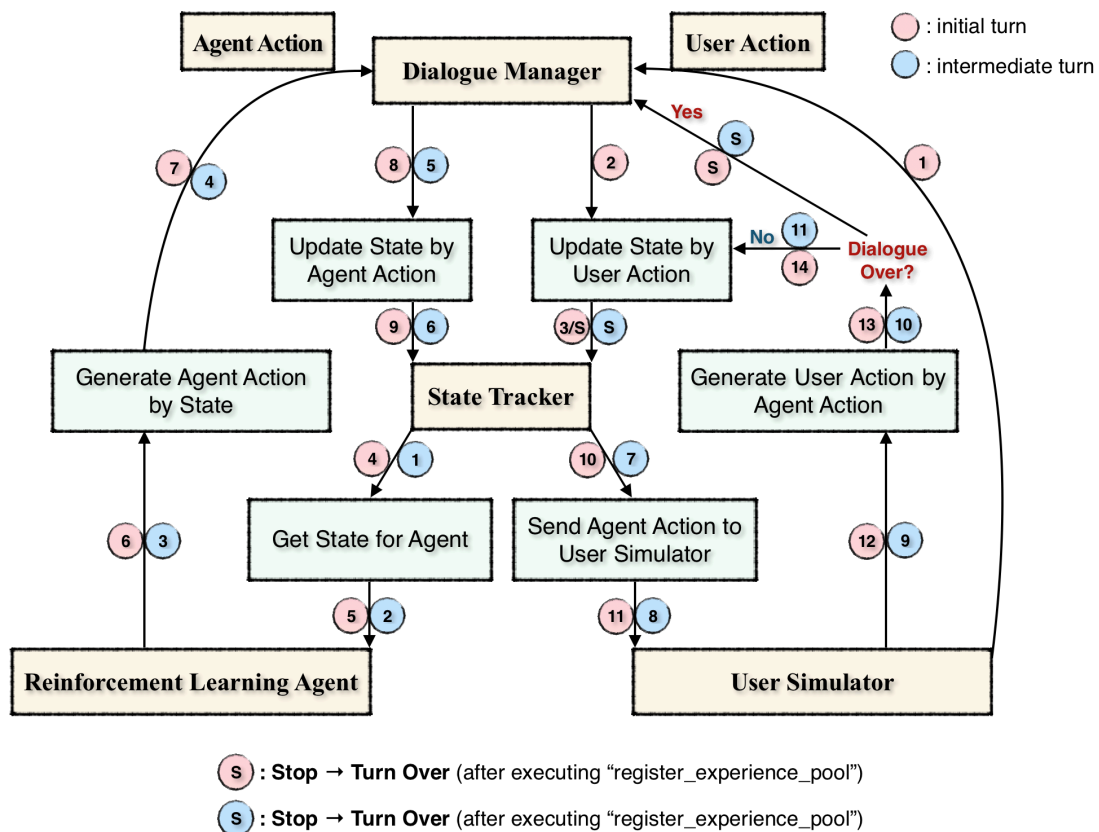 Agent Action
User Action
: initial turn
: intermediate turn
Dialogue Manager
Yes
S
S
7
4
8
5
2
1
Update State by
Agent Action
Update State by
User Action
No
11
14
Dialogue
Over?
9
6
3/S
S
13
10
Generate Agent Action
by State
State Tracker
Generate User Action by
Agent Action
4
1
10
7
Get State for Agent
Send Agent Action to
User Simulator
6
3
12
9
5
2
11
8
Reinforcement Learning Agent
User Simulator
S : Stop → Turn Over (after executing “register_experience_pool”)
S : Stop → Turn Over (after executing “register_experience_pool”)